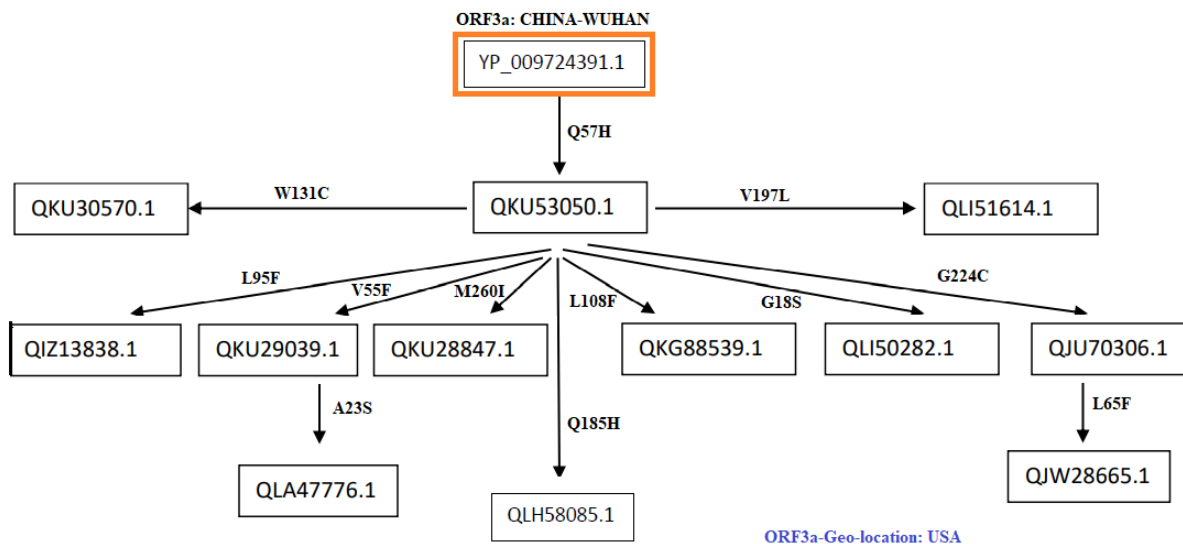 ORF3a: CHINA-WUHAN
YP_009724391.1
Q57H
W131C
V197L
QKU30570.1
QKU53050.1
QLI51614.1
L95F
V55F
M260I
L108F
G18S
G224C
QIZ13838.1
QKU29039.1
QKU28847.1
QKG88539.1
QLI50282.1
QJU70306.1
A23S
Q185H
L65F
QLA47776.1
QLH58085.1
QJW28665.1
ORF3a-Geo-location: USA